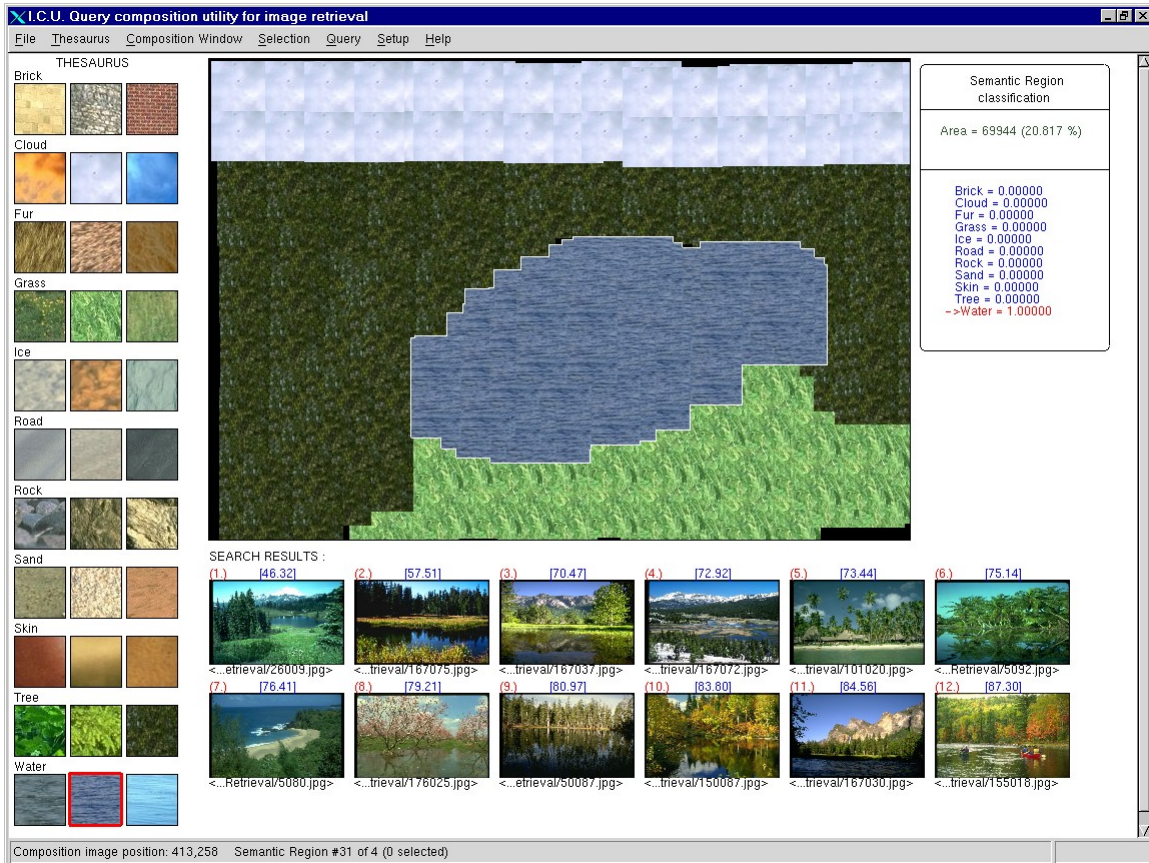 I.C.U. Query composition utility for image retrieval
File Thesaurus Composition Window Selection Query Setup Help
THESAURUS
Brick
Cloud
Fur
Grass
Ice
Road
Rock
Sand
Skin
Tree
Water
Semantic Region
classification
Area = 69944 (20.817 %)
Brick = 0.00000
Cloud = 0.00000
Fur = 0.00000
Grass = 0.00000
Ice = 0.00000
Road = 0.00000
Rock = 0.00000
Sand = 0.00000
Skin = 0.00000
Tree = 0.00000
~>Water = 1.00000
SEARCH RESULTS :
(1.) [46.32] (2.) [57.51] (3.) [70.47] (4.) [72.92] (5.) [73.44] (6.) [75.14]
<...etrieval/26009.jpg> <...trieval/167075.jpg> <...trieval/167037.jpg> <...trieval/167072.jpg> <...trieval/101020.jpg> <...Retrieval/5092.jpg>
(7.) [76.41] (8.) [79.21] (9.) [80.97] (10.) [83.80] (11.) [84.56] (12.) [87.30]
<...Retrieval/5080.jpg> <...trieval/176025.jpg> <...etrieval/50087.jpg> <...trieval/150087.jpg> <...trieval/167030.jpg> <...trieval/155018.jpg>
Composition image position: 413,258 Semantic Region #31 of 4 (0 selected)